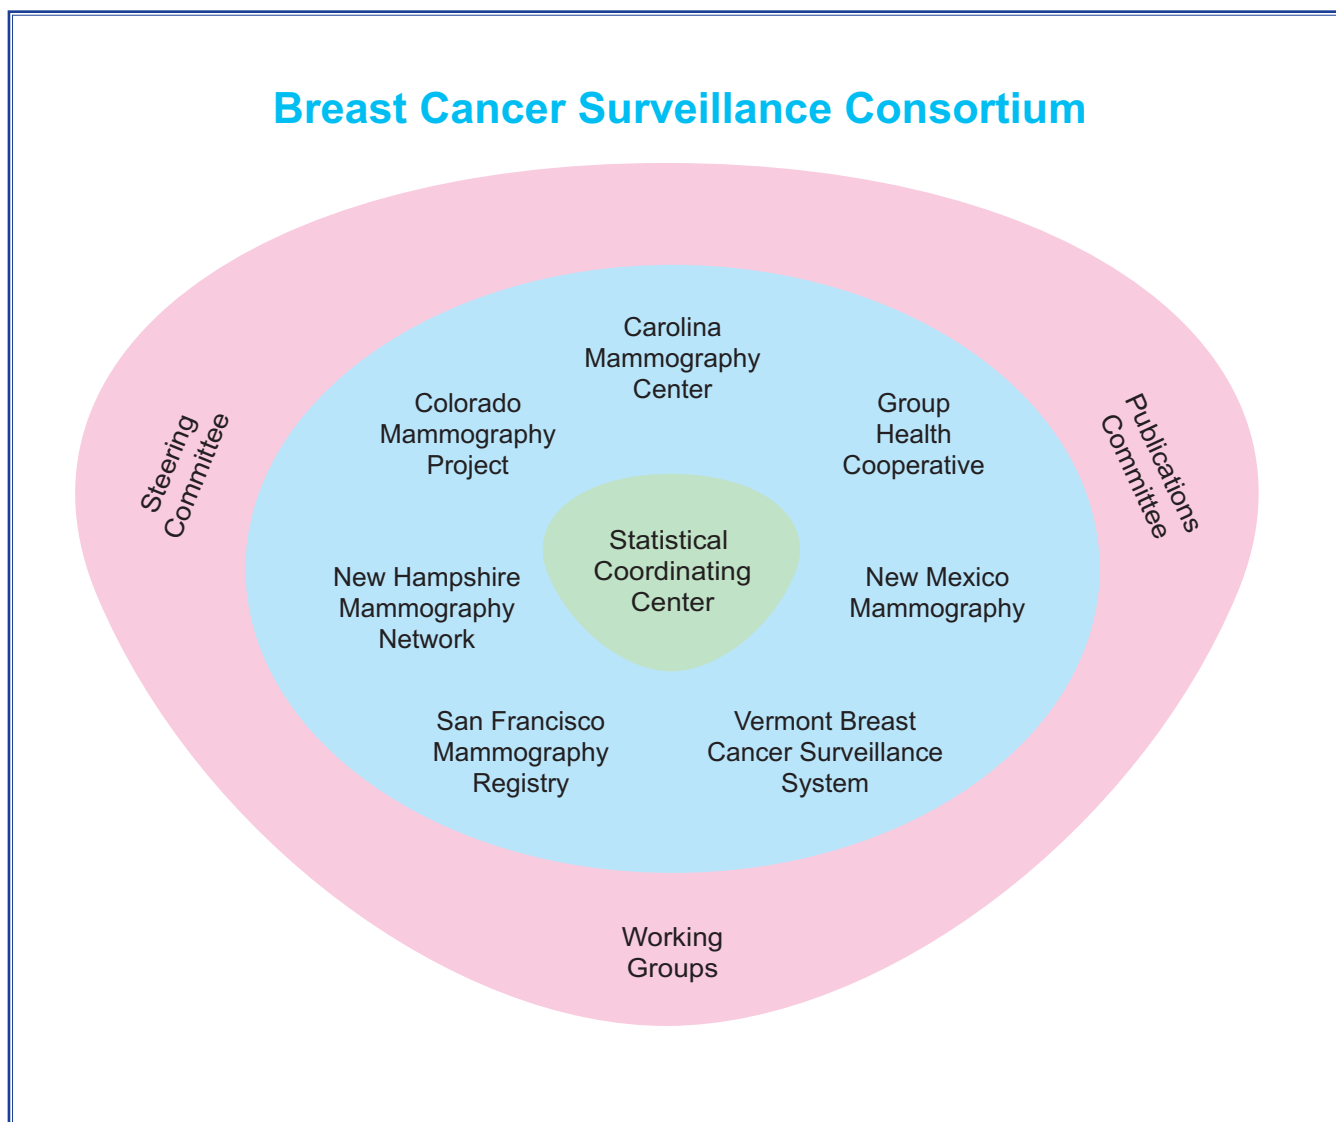 Breast Cancer Surveillance Consortium
Carolina
Mammography
Center
Colorado
Mammography
Project
Group
Health
Cooperative
Steering
Committee
Publications
Committee
Statistical
Coordinating
Center
New Hampshire
Mammography
Network
New Mexico
Mammography
San Francisco
Mammography
Registry
Vermont Breast
Cancer Surveillance
System
Working
Groups